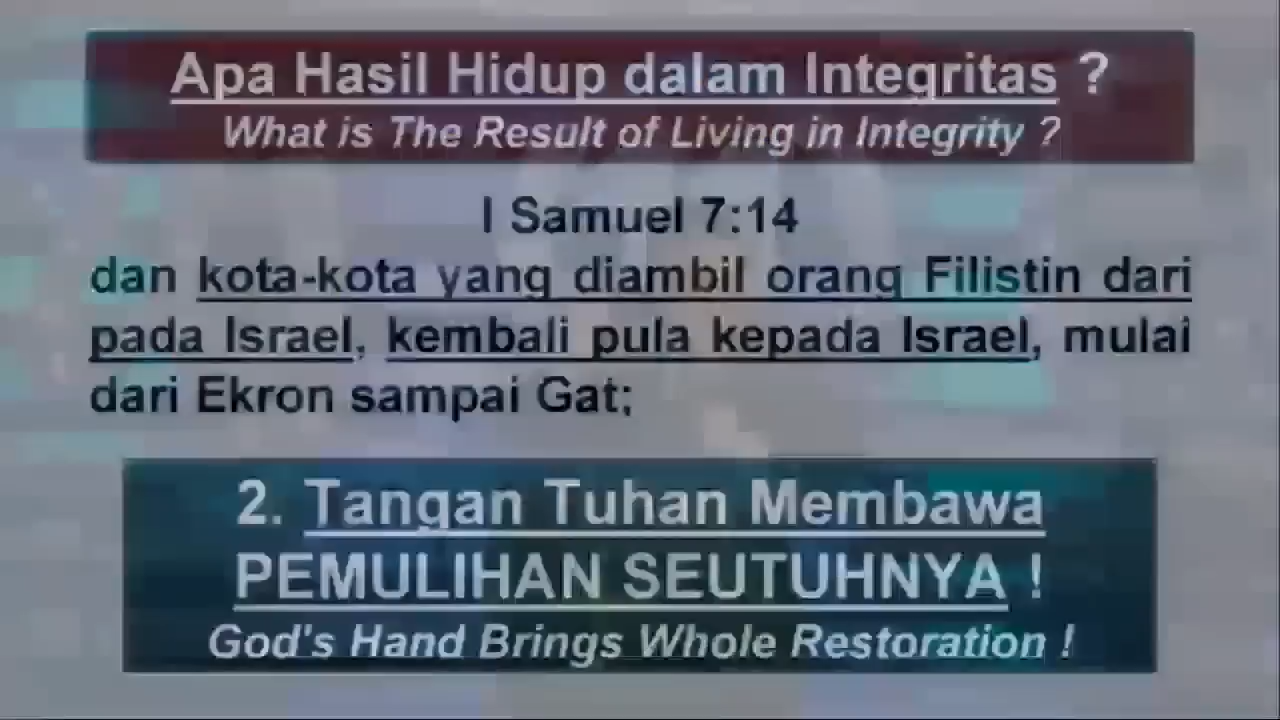 Apa Hasil Hidup dalam Integritas ?
What is The Result of Living in Integrity ?
I Samuel 7:14
dan kota-kota yang diambil orang Filistin dari
pada Israel, kembali pula kepada Israel, mulai
dari Ekron sampai Gat;
2. Tangan Tuhan Membawa
PEMULIHAN SEUTUHNYA !
God's Hand Brings Whole Restoration !